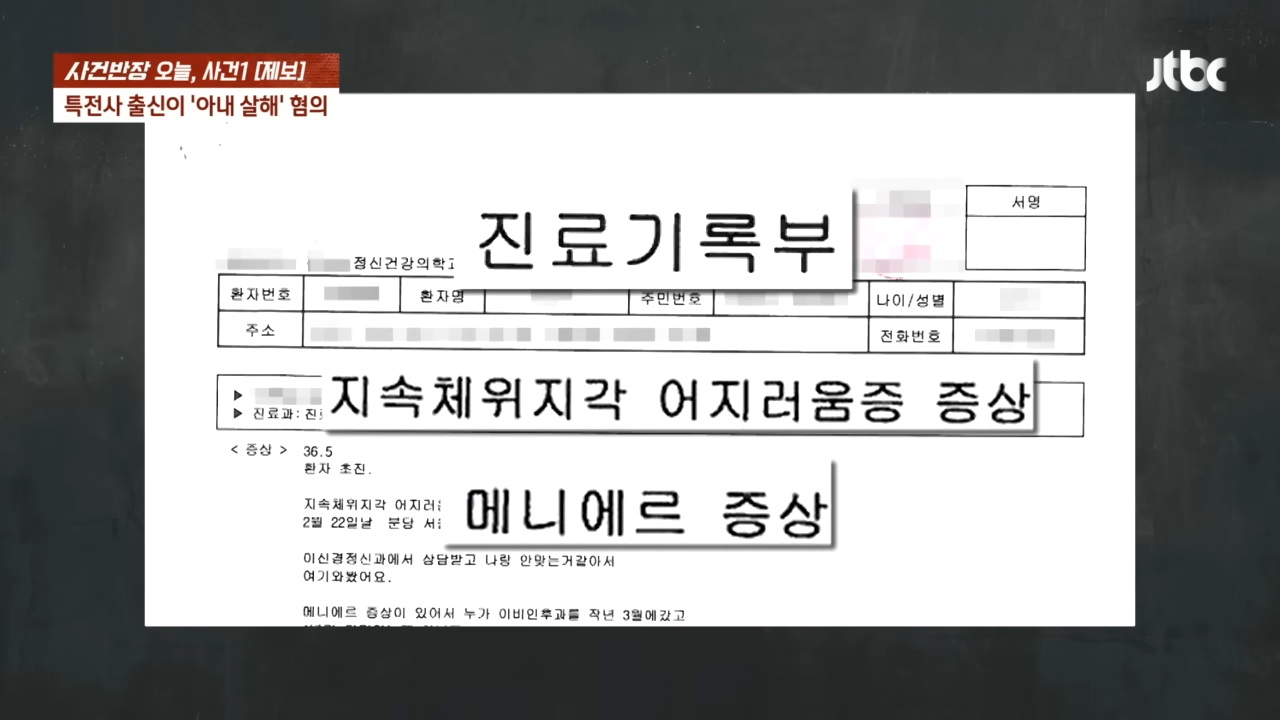 사건반장 오늘, 사건1 [제보]
특전사 출신이 '아내 살해' 혐의
jtbc
서명
진료기록부
정신건강의학고
환자번호 환자명 주민번호 나이/성별
주소 전화번호
지속체위지각 어지러움증 증상
▶
▶ 진료과: 진료
< 증상 > 36.5
환자 초진.
메니에르 증상
지속체위지각 어지러움
2월 22일날 분당 서울
이신경정신과에서 상담받고 나랑 안맞는거같아서
여기와봤어요.
메니에르 증상이 있어서 누가 이비인후과를 작년 3월에갔고